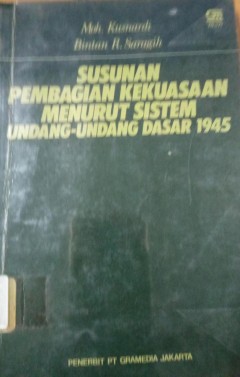 Moh. Kusnardi
Bintan R. Saragih
SUSUNAN
PEMBAGIAN KEKUASAAN
MENURUT SISTEM
UNDANG-UNDANG DASAR 1945
PENERBIT PT GRAMEDIA JAKARTA